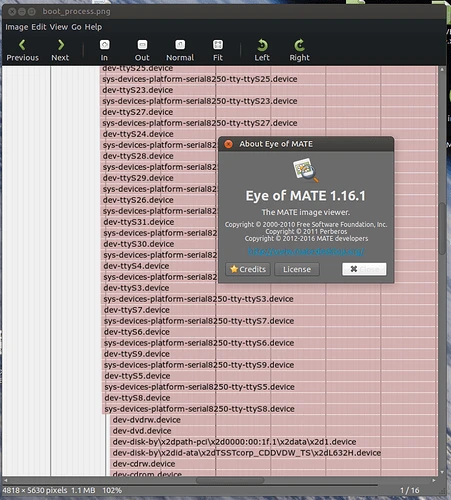 boot_process.png
Image Edit View Go Help
Previous Next In Out Normal Fit Left Right
dev-ttyS25.device
sys-devices-platform-serial8250-tty-ttyS25.device
dev-ttyS23.device
sys-devices-platform-serial8250-tty-ttyS23.device
dev-ttyS27.device
sys-devices-platform-serial8250-tty-ttyS27.device
dev-ttyS24.device
dev-ttyS28.device
dev-ttyS29.device
dev-ttyS26.device
dev-ttyS31.device
dev-ttyS30.device
dev-ttyS4.device
dev-ttyS3.device
sys-devices-platform-serial8250-tty-ttyS3.device
dev-ttyS7.device
sys-devices-platform-serial8250-tty-ttyS7.device
dev-ttyS6.device
sys-devices-platform-serial8250-tty-ttyS6.device
dev-ttyS9.device
sys-devices-platform-serial8250-tty-ttyS9.device
dev-ttyS5.device
sys-devices-platform-serial8250-tty-ttyS5.device
dev-ttyS8.device
sys-devices-platform-serial8250-tty-ttyS8.device
dev-dvdrw.device
dev-dvd.device
dev-disk-by\x2dpath-pci\x2d0000:00:1f.1\x2data\x2d1.device
dev-disk-by\x2did-ata\x2dTSSTcorp_CDDVDW_TS\x2dL632H.device
dev-cdrw.device
dev-cdrom.device
About Eye of MATE
Eye of MATE 1.16.1
The MATE image viewer.
Copyright © 2000-2010 Free Software Foundation, Inc.
Copyright © 2011 Perberos
Copyright © 2012-2016 MATE developers
Credits License
4818 × 5630 pixels 1.1 MB 102% 1 / 16